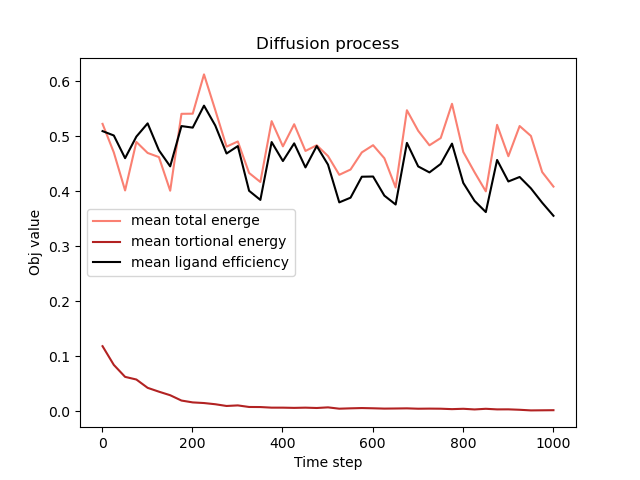 Diffusion process
Obj value
0.6
0.5
0.4
0.3
0.2
0.1
0.0
mean total energe
mean tortional energy
mean ligand efficiency
0 200 400 600 800 1000
Time step